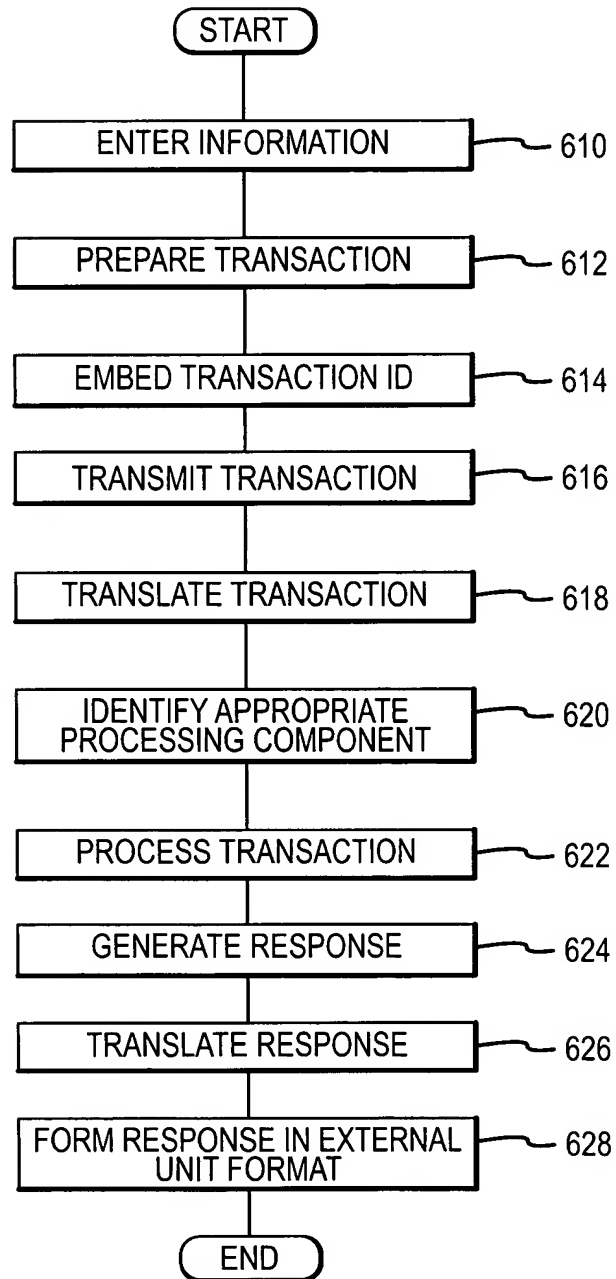 START
ENTER INFORMATION
610
PREPARE TRANSACTION
612
EMBED TRANSACTION ID
614
TRANSMIT TRANSACTION
616
TRANSLATE TRANSACTION
618
IDENTIFY APPROPRIATE
PROCESSING COMPONENT
620
PROCESS TRANSACTION
622
GENERATE RESPONSE
624
TRANSLATE RESPONSE
626
FORM RESPONSE IN EXTERNAL
UNIT FORMAT
628
END